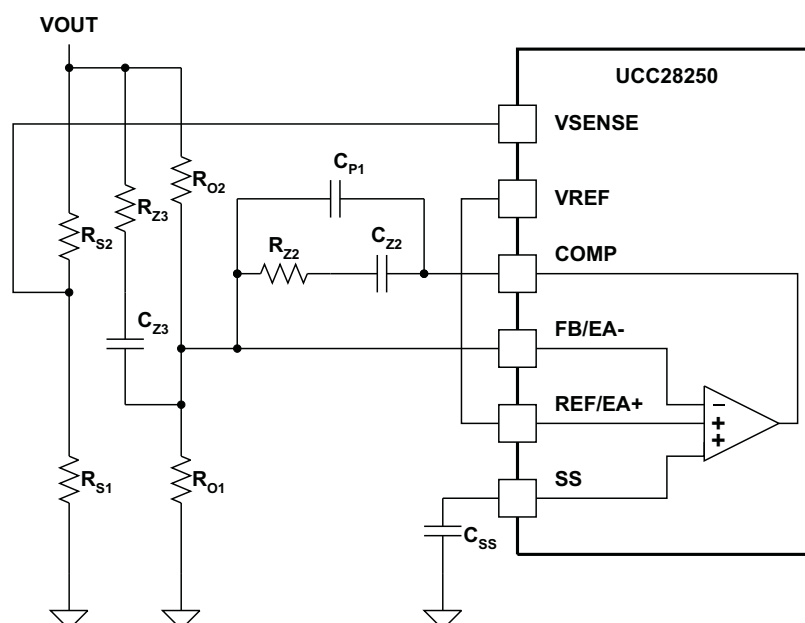 VOUT
UCC28250
VSENSE
C_P1
R_O2
VREF
R_Z3
R_S2
R_Z2
C_Z2
COMP
C_Z3
FB/EA-
REF/EA+
−
+
+
R_S1
R_O1
SS
C_SS